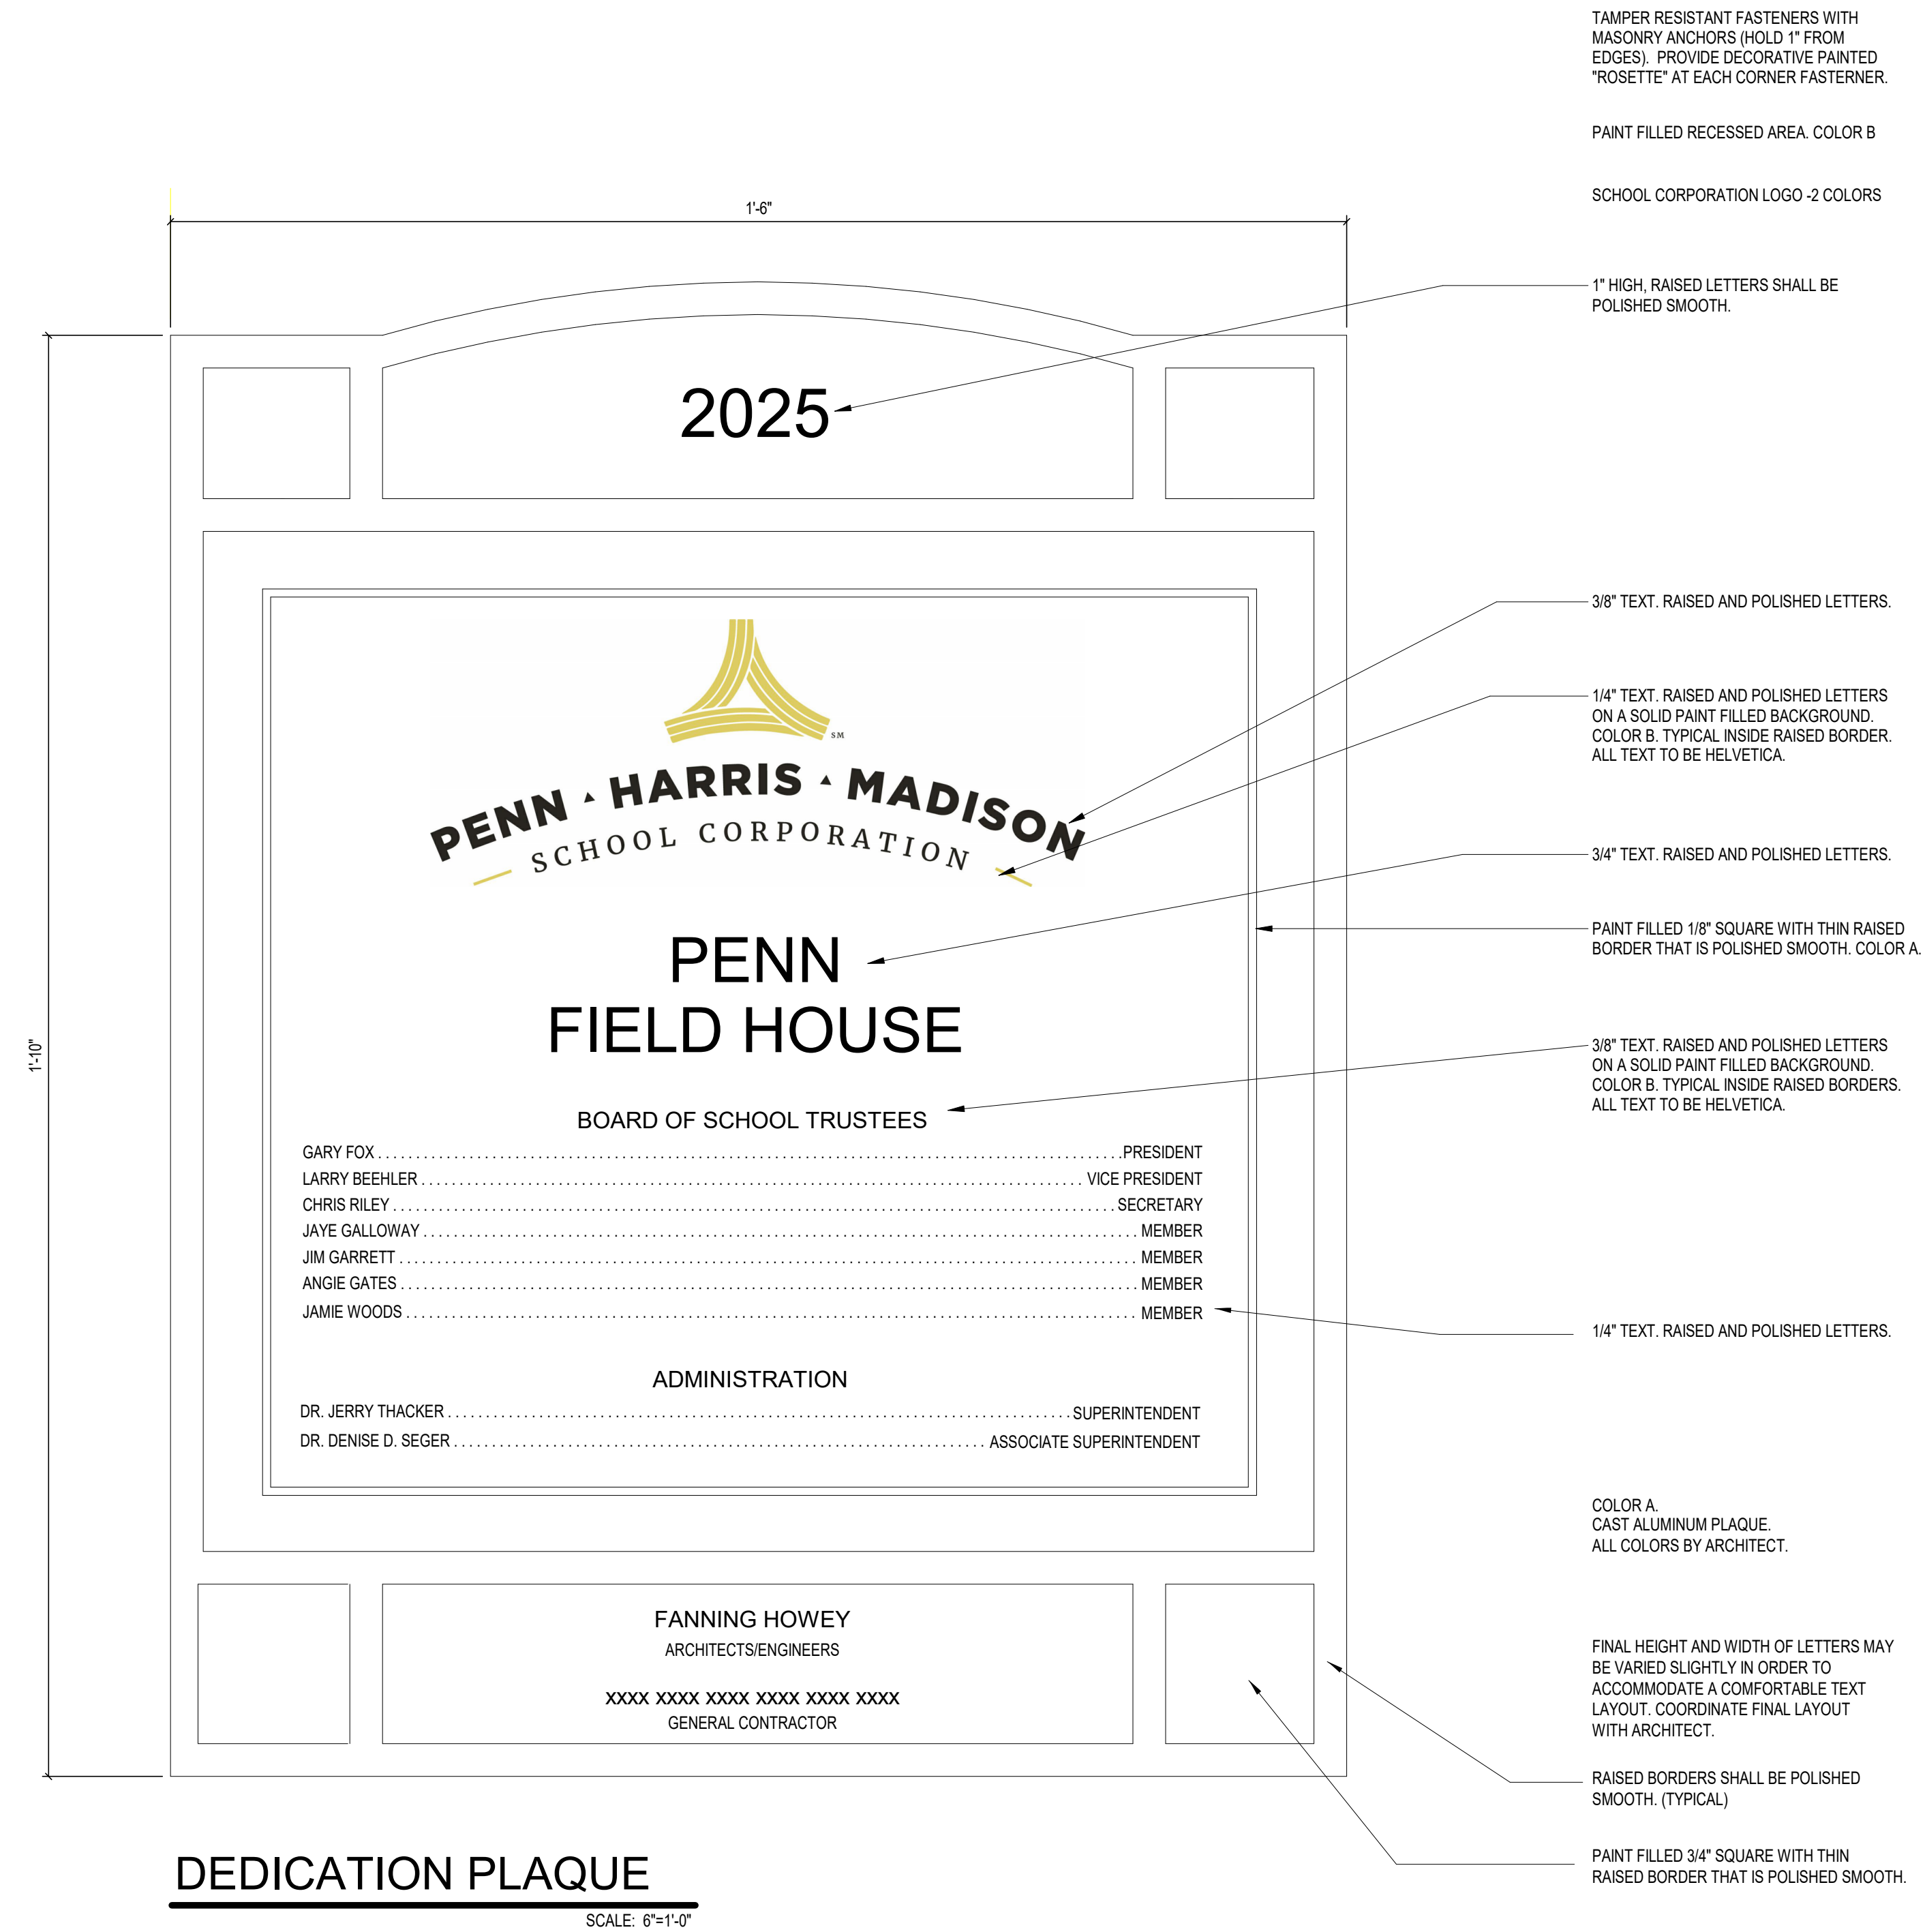 TAMPER RESISTANT FASTENERS WITH
MASONRY ANCHORS (HOLD 1" FROM
EDGES). PROVIDE DECORATIVE PAINTED
"ROSETTE" AT EACH CORNER FASTERNER.
PAINT FILLED RECESSED AREA. COLOR B
SCHOOL CORPORATION LOGO -2 COLORS
1'-6"
1" HIGH, RAISED LETTERS SHALL BE
POLISHED SMOOTH.
2025
3/8" TEXT. RAISED AND POLISHED LETTERS.
1/4" TEXT. RAISED AND POLISHED LETTERS
ON A SOLID PAINT FILLED BACKGROUND.
COLOR B. TYPICAL INSIDE RAISED BORDER.
ALL TEXT TO BE HELVETICA.
SM
PENN ▲ HARRIS ▲ MADISON
SCHOOL CORPORATION
3/4" TEXT. RAISED AND POLISHED LETTERS.
PAINT FILLED 1/8" SQUARE WITH THIN RAISED
BORDER THAT IS POLISHED SMOOTH. COLOR A.
PENN
FIELD HOUSE
1'-10"
3/8" TEXT. RAISED AND POLISHED LETTERS
ON A SOLID PAINT FILLED BACKGROUND.
COLOR B. TYPICAL INSIDE RAISED BORDERS.
ALL TEXT TO BE HELVETICA.
BOARD OF SCHOOL TRUSTEES
GARY FOX . . . . . . . . . . PRESIDENT
LARRY BEEHLER . . . . . . . . . . VICE PRESIDENT
CHRIS RILEY . . . . . . . . . . SECRETARY
JAYE GALLOWAY . . . . . . . . . . MEMBER
JIM GARRETT . . . . . . . . . . MEMBER
ANGIE GATES . . . . . . . . . . MEMBER
JAMIE WOODS . . . . . . . . . . MEMBER
1/4" TEXT. RAISED AND POLISHED LETTERS.
ADMINISTRATION
DR. JERRY THACKER . . . . . . . . . . SUPERINTENDENT
DR. DENISE D. SEGER . . . . . . . . . . ASSOCIATE SUPERINTENDENT
COLOR A.
CAST ALUMINUM PLAQUE.
ALL COLORS BY ARCHITECT.
FANNING HOWEY
ARCHITECTS/ENGINEERS
XXXX XXXX XXXX XXXX XXXX XXXX
GENERAL CONTRACTOR
FINAL HEIGHT AND WIDTH OF LETTERS MAY
BE VARIED SLIGHTLY IN ORDER TO
ACCOMMODATE A COMFORTABLE TEXT
LAYOUT. COORDINATE FINAL LAYOUT
WITH ARCHITECT.
RAISED BORDERS SHALL BE POLISHED
SMOOTH. (TYPICAL)
PAINT FILLED 3/4" SQUARE WITH THIN
RAISED BORDER THAT IS POLISHED SMOOTH.
DEDICATION PLAQUE
SCALE: 6"=1'-0"